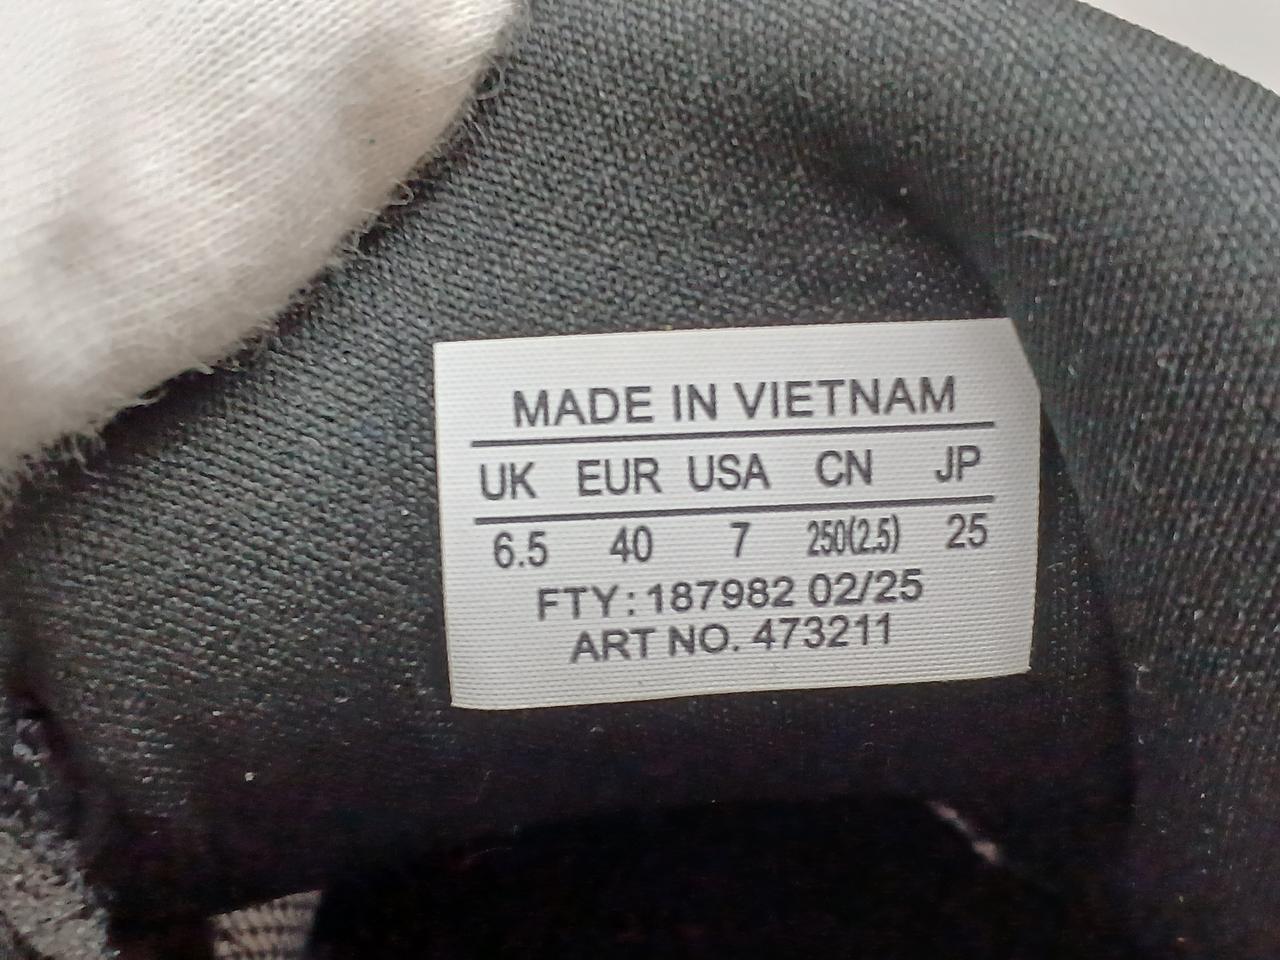 MADE IN VIETNAM
UK EUR USA CN JP
6.5 40 7 250(2.5) 25
FTY: 187982 02/25
ART NO. 473211